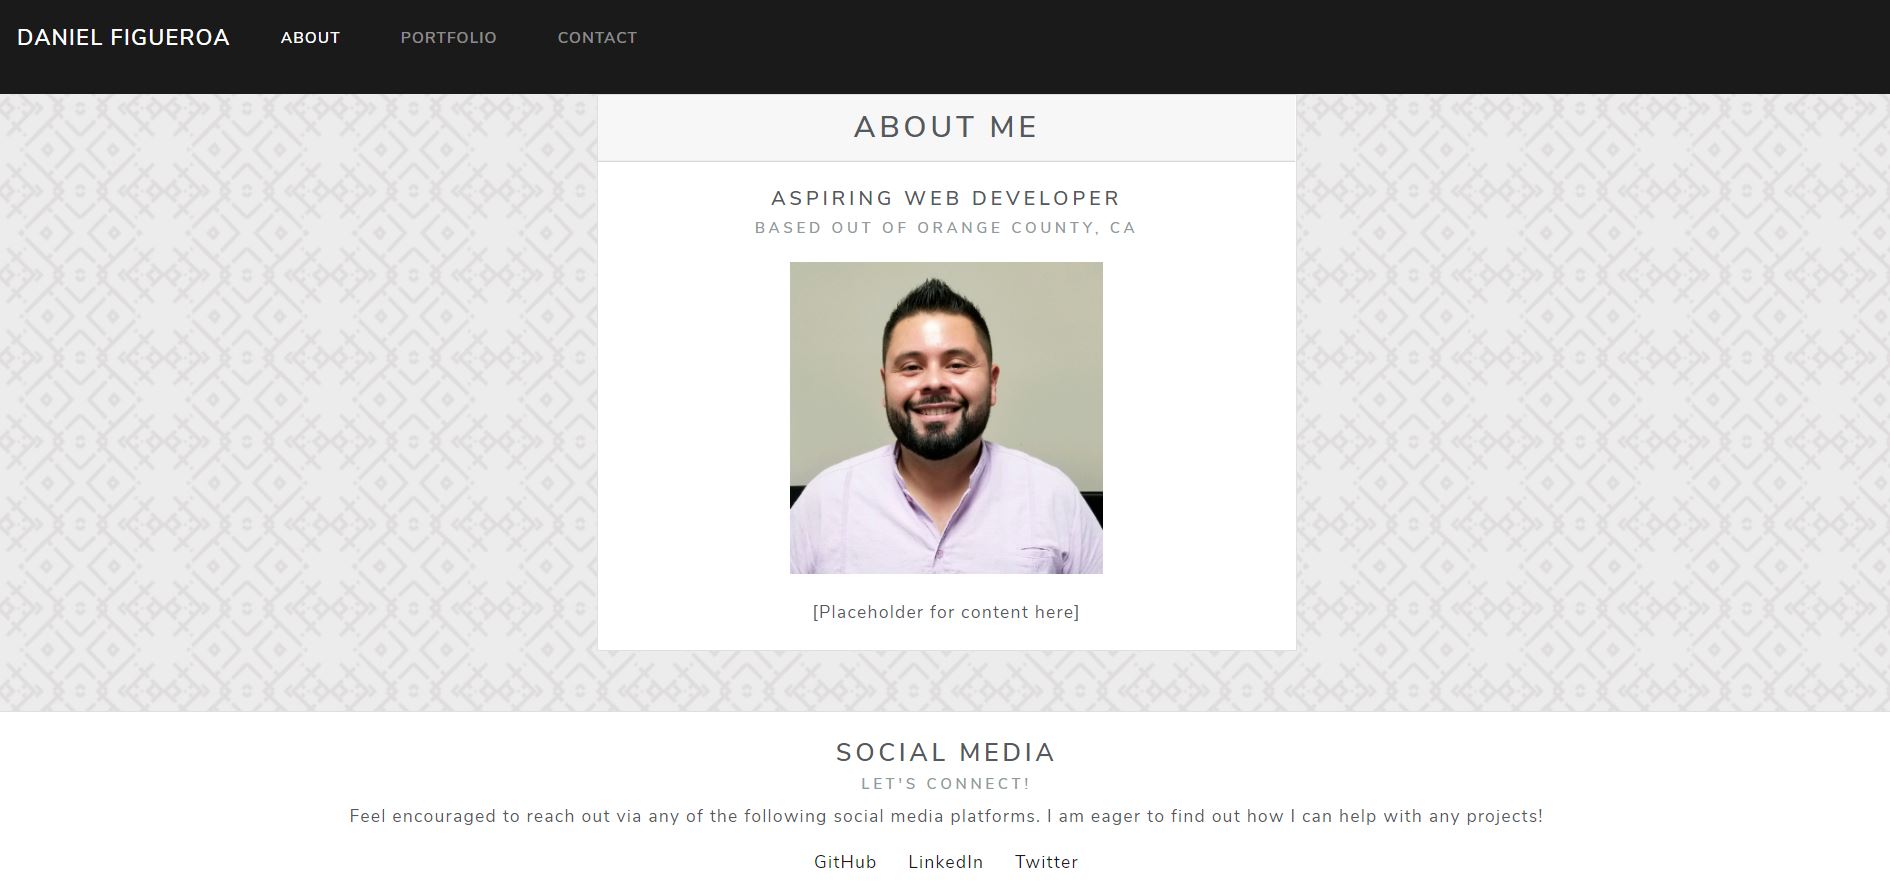 DANIEL FIGUEROA ABOUT PORTFOLIO CONTACT
ABOUT ME
ASPIRING WEB DEVELOPER
BASED OUT OF ORANGE COUNTY, CA
[Placeholder for content here]
SOCIAL MEDIA
LET'S CONNECT!
Feel encouraged to reach out via any of the following social media platforms. I am eager to find out how I can help with any projects!
GitHub LinkedIn Twitter